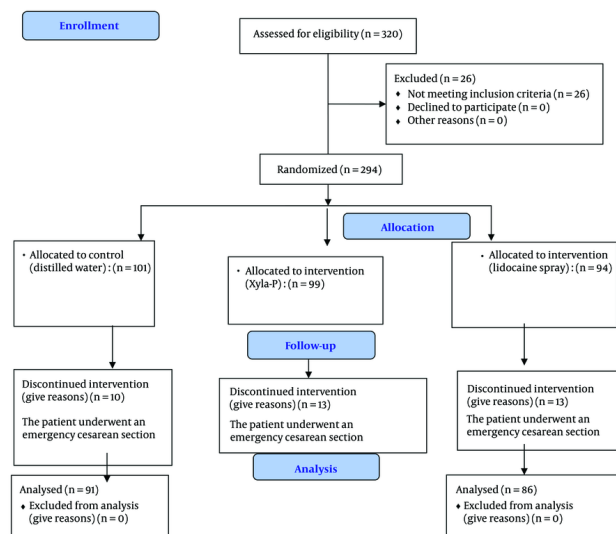 Enrollment
Assessed for eligibility (n = 320)
Excluded (n = 26)
♦ Not meeting inclusion criteria (n = 26)
♦ Declined to participate (n = 0)
♦ Other reasons (n = 0)
Randomized (n = 294)
Allocation
• Allocated to control
(distilled water) : (n = 101)
• Allocated to intervention
(Xyla-P) : (n = 99)
• Allocated to intervention
(lidocaine spray) : (n = 94)
Follow-up
Discontinued intervention
(give reasons) (n = 10)
The patient underwent an
emergency cesarean section
Discontinued intervention
(give reasons) (n = 13)
The patient underwent an
emergency cesarean section
Discontinued intervention
(give reasons) (n = 13)
The patient underwent an
emergency cesarean section
Analysis
Analysed (n = 91)
♦ Excluded from analysis
(give reasons) (n = 0)
Analysed (n = 86)
♦ Excluded from analysis
(give reasons) (n = 0)